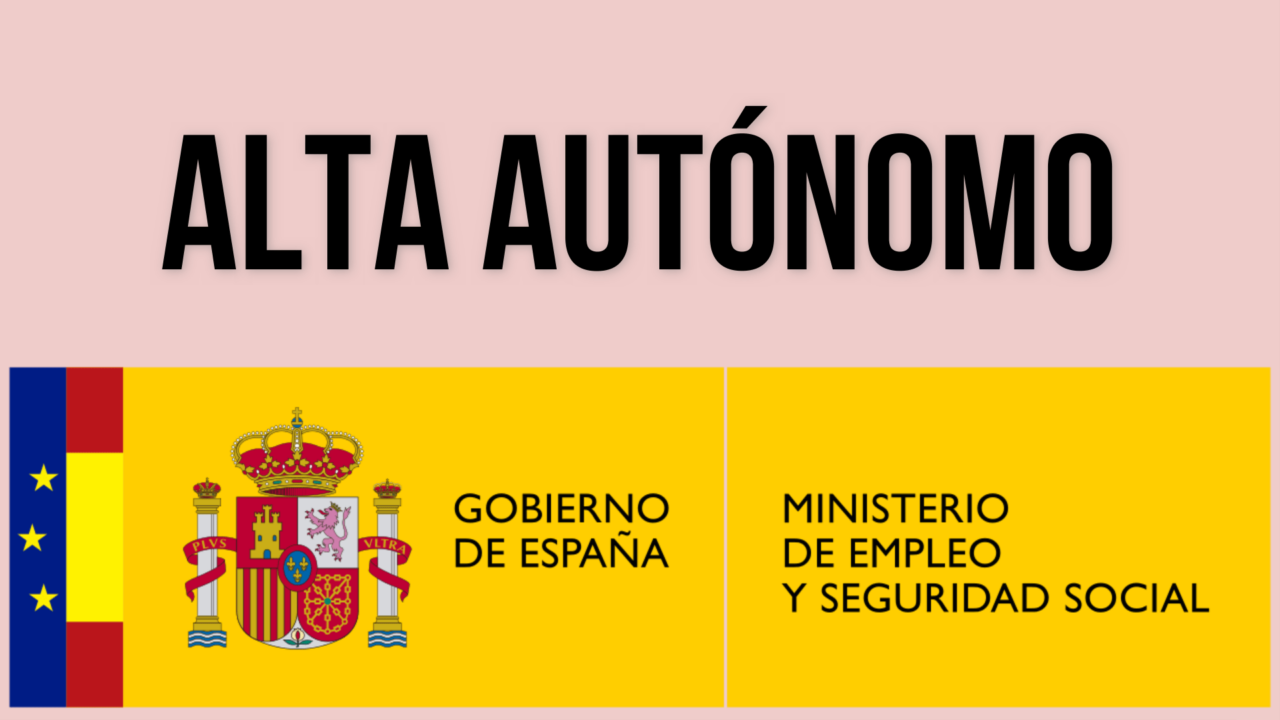 ALTA AUTÓNOMO
GOBIERNO
DE ESPAÑA
MINISTERIO
DE EMPLEO
Y SEGURIDAD SOCIAL
PLVS
VLTRA